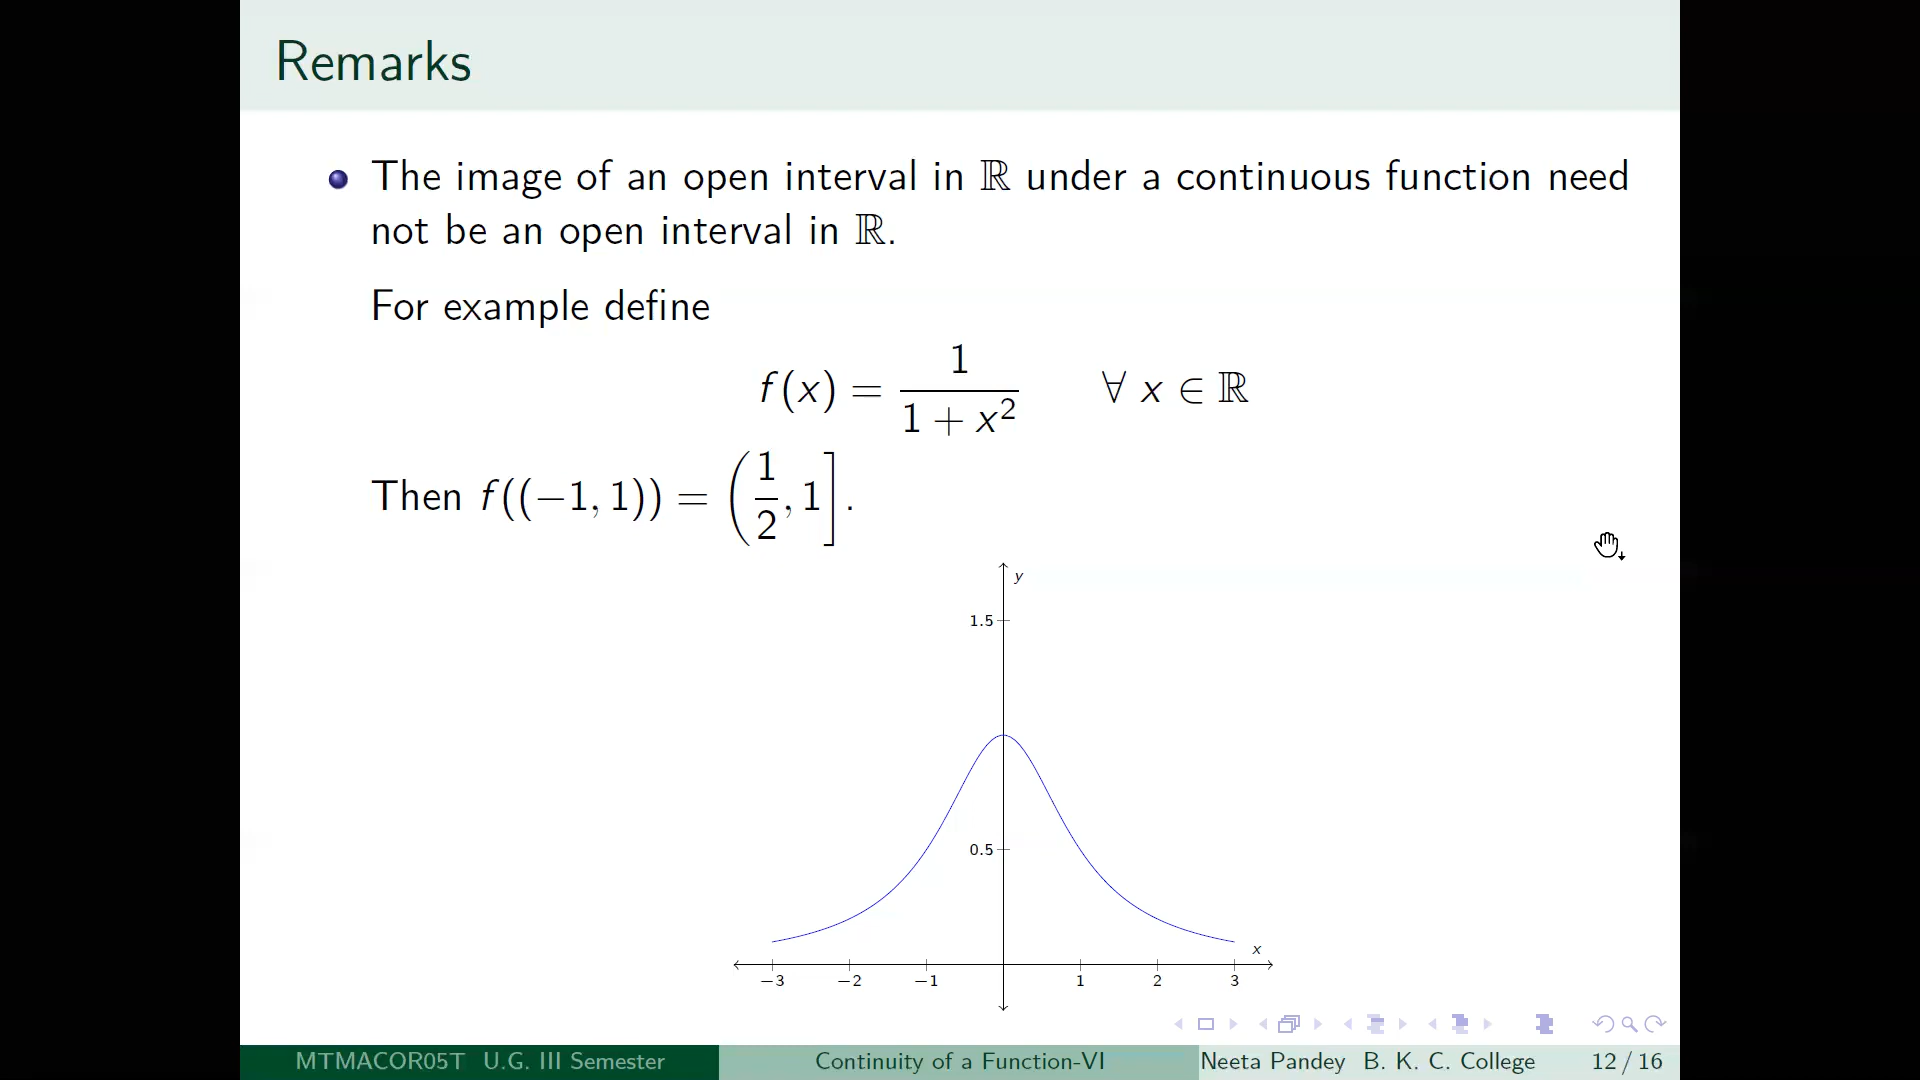 Remarks
The image of an open interval in ℝ under a continuous function need
not be an open interval in ℝ.
For example define
f(x) = 1/(1 + x²) ∀ x ∈ ℝ
Then f((−1, 1)) = (1/2, 1].
y
1.5
0.5
x
−3 −2 −1 1 2 3
MTMACOR05T U.G. III Semester Continuity of a Function-VI Neeta Pandey B. K. C. College 12 / 16